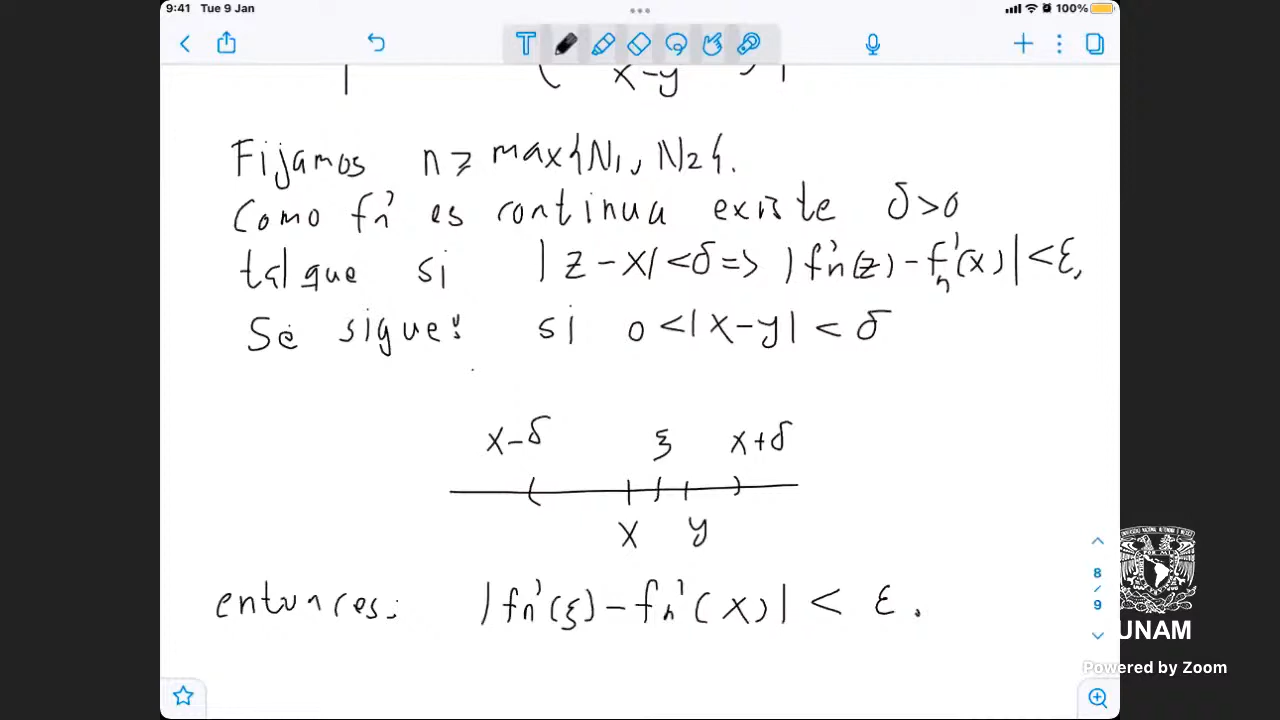 9:41 Tue 9 Jan
100%
x-y
Fijamos n ≥ max{N1, N2}.
Como fn' es continua existe δ>0
tal que si |z-x|<δ => |fn'(z)-fn'(x)|<ε,
Se sigue: si 0<|x-y|<δ
x-δ ξ x+δ
x y
entonces: |fn'(ξ)-fn'(x)| < ε.
8
9
UNAM
Powered by Zoom